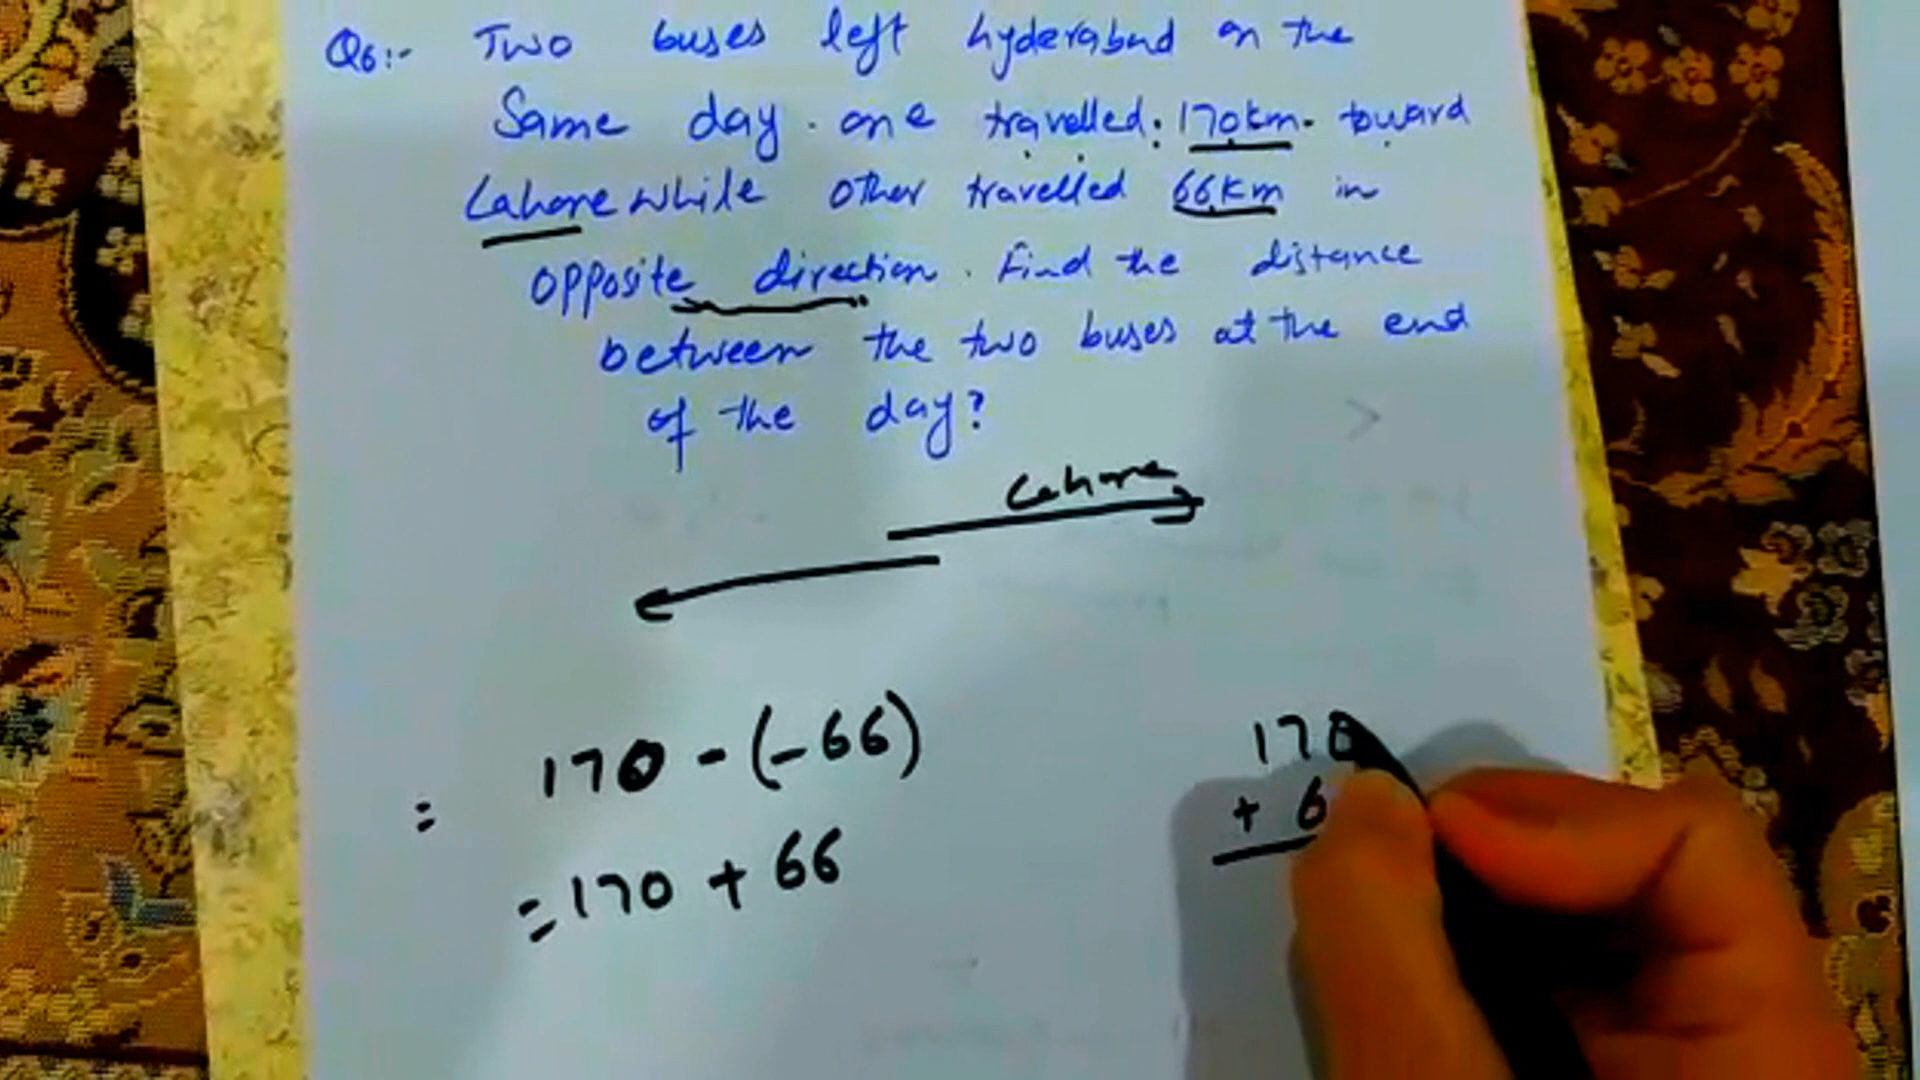 Q6:- Two buses left hyderabad on the
Same day. one travelled 170km. toward
Lahore while other travelled 66km in
opposite direction. Find the distance
between the two buses at the end
of the day?
Lahore
= 170 - (-66)
= 170 + 66
170
+ 6